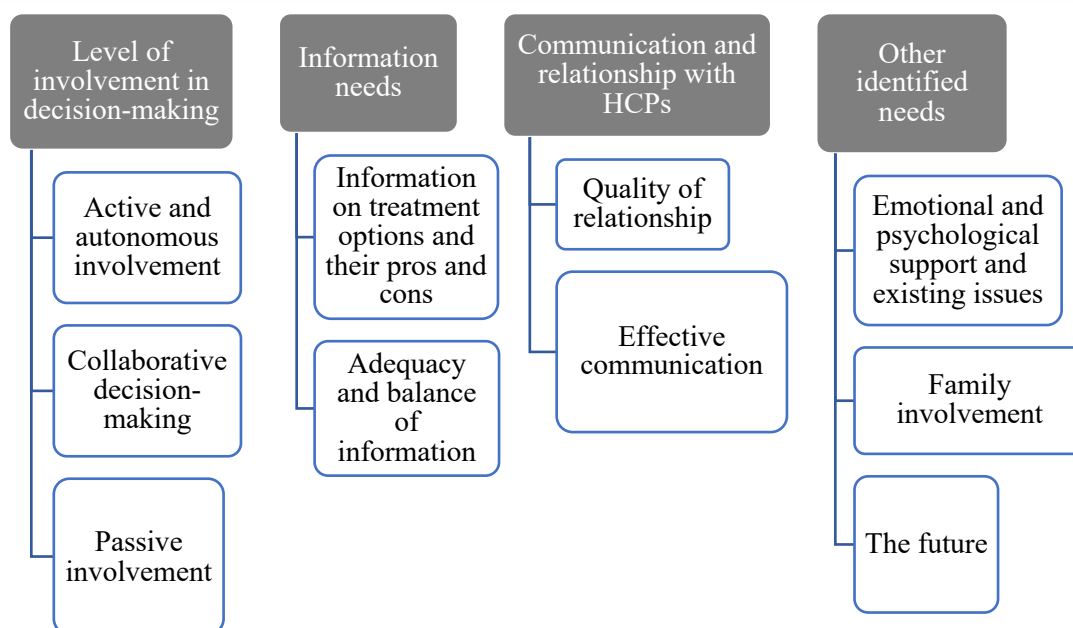 Level of
involvement in
decision-making
Active and
autonomous
involvement
Collaborative
decision-
making
Passive
involvement
Information
needs
Information
on treatment
options and
their pros and
cons
Adequacy
and balance
of
information
Communication and
relationship with
HCPs
Quality of
relationship
Effective
communication
Other
identified
needs
Emotional and
psychological
support and
existing issues
Family
involvement
The future